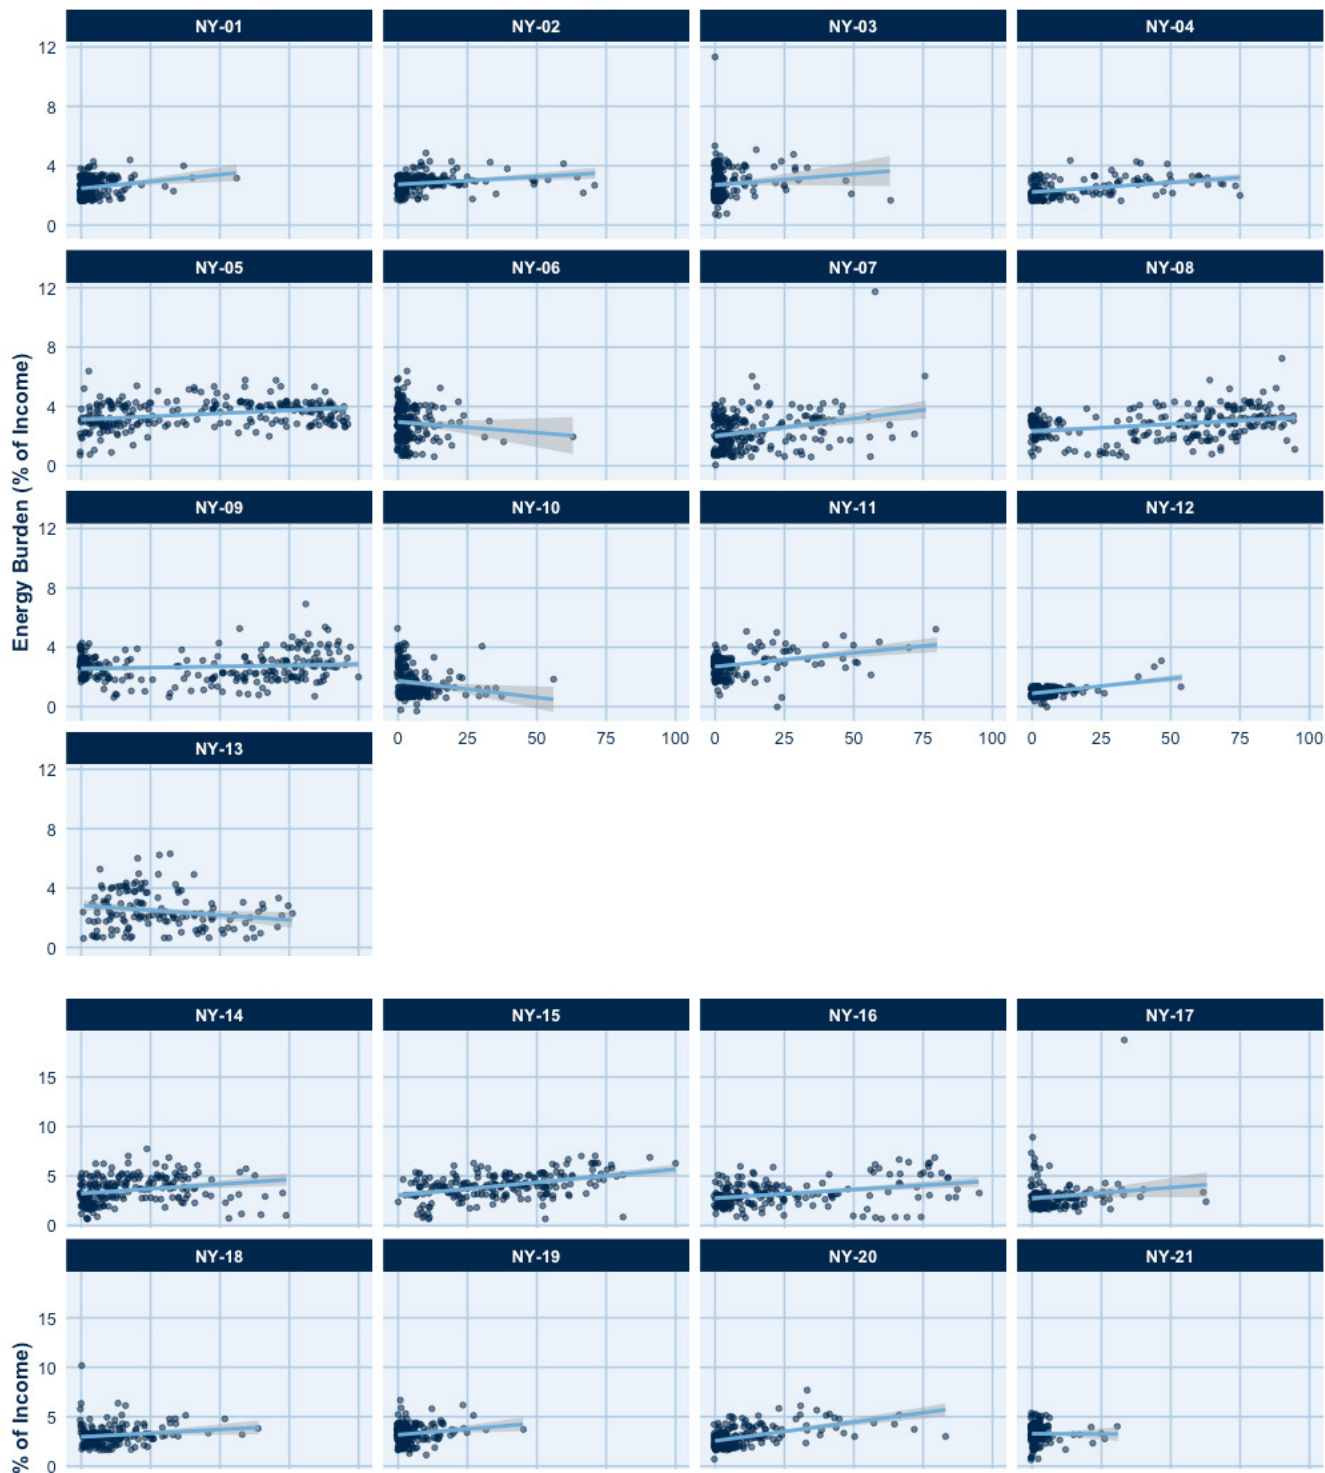 NY-01 NY-02 NY-03 NY-04
12
8
4
0
NY-05 NY-06 NY-07 NY-08
12
8
4
0
Energy Burden (% of Income)
NY-09 NY-10 NY-11 NY-12
12
8
4
0
0 25 50 75 100 0 25 50 75 100 0 25 50 75 100
NY-13
12
8
4
0
NY-14 NY-15 NY-16 NY-17
15
10
5
0
NY-18 NY-19 NY-20 NY-21
15
10
5
0
% of Income)